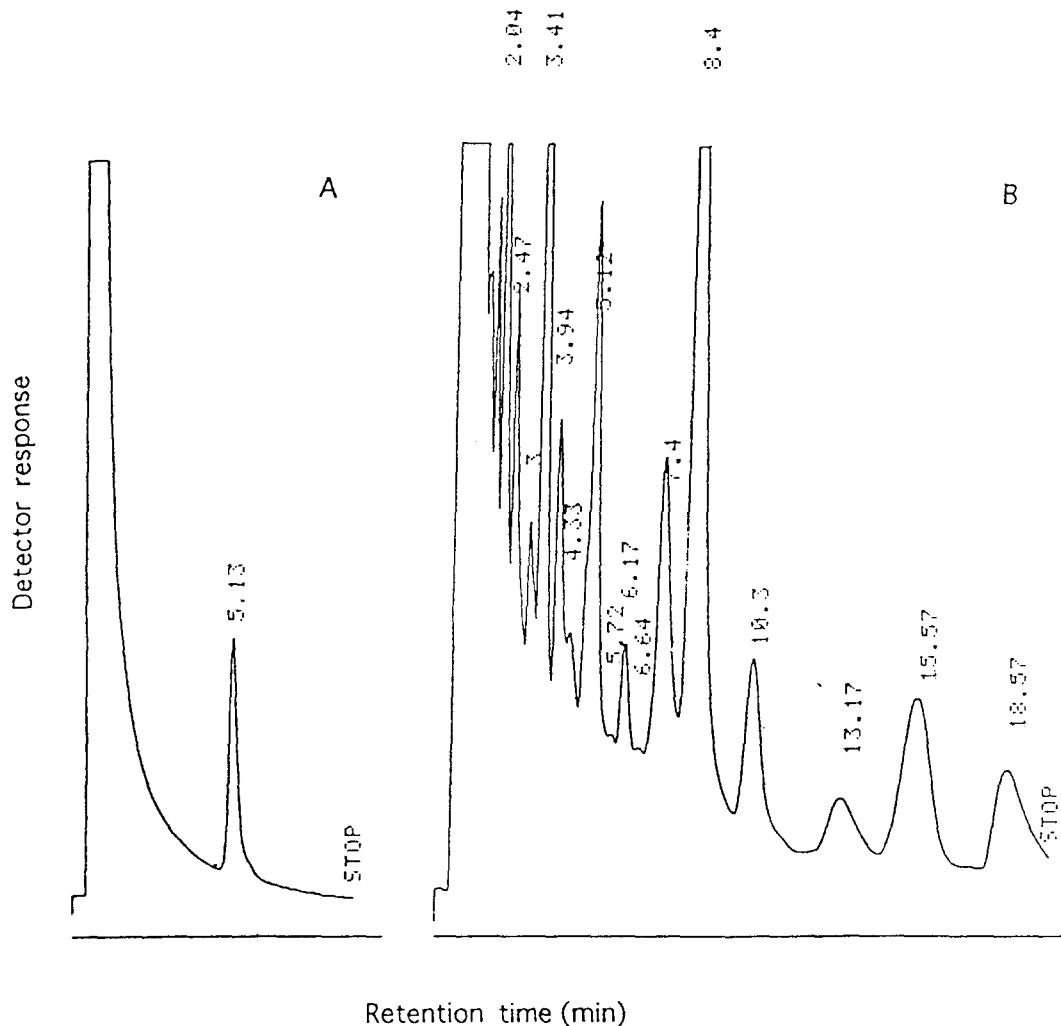 2.04
3.41
8.4
A
B
2.47
5.12
3.94
3
7.4
4.33
5.13
5.72
6.17
6.64
10.3
13.17
15.57
18.57
STOP
STOP
Detector response
Retention time (min)